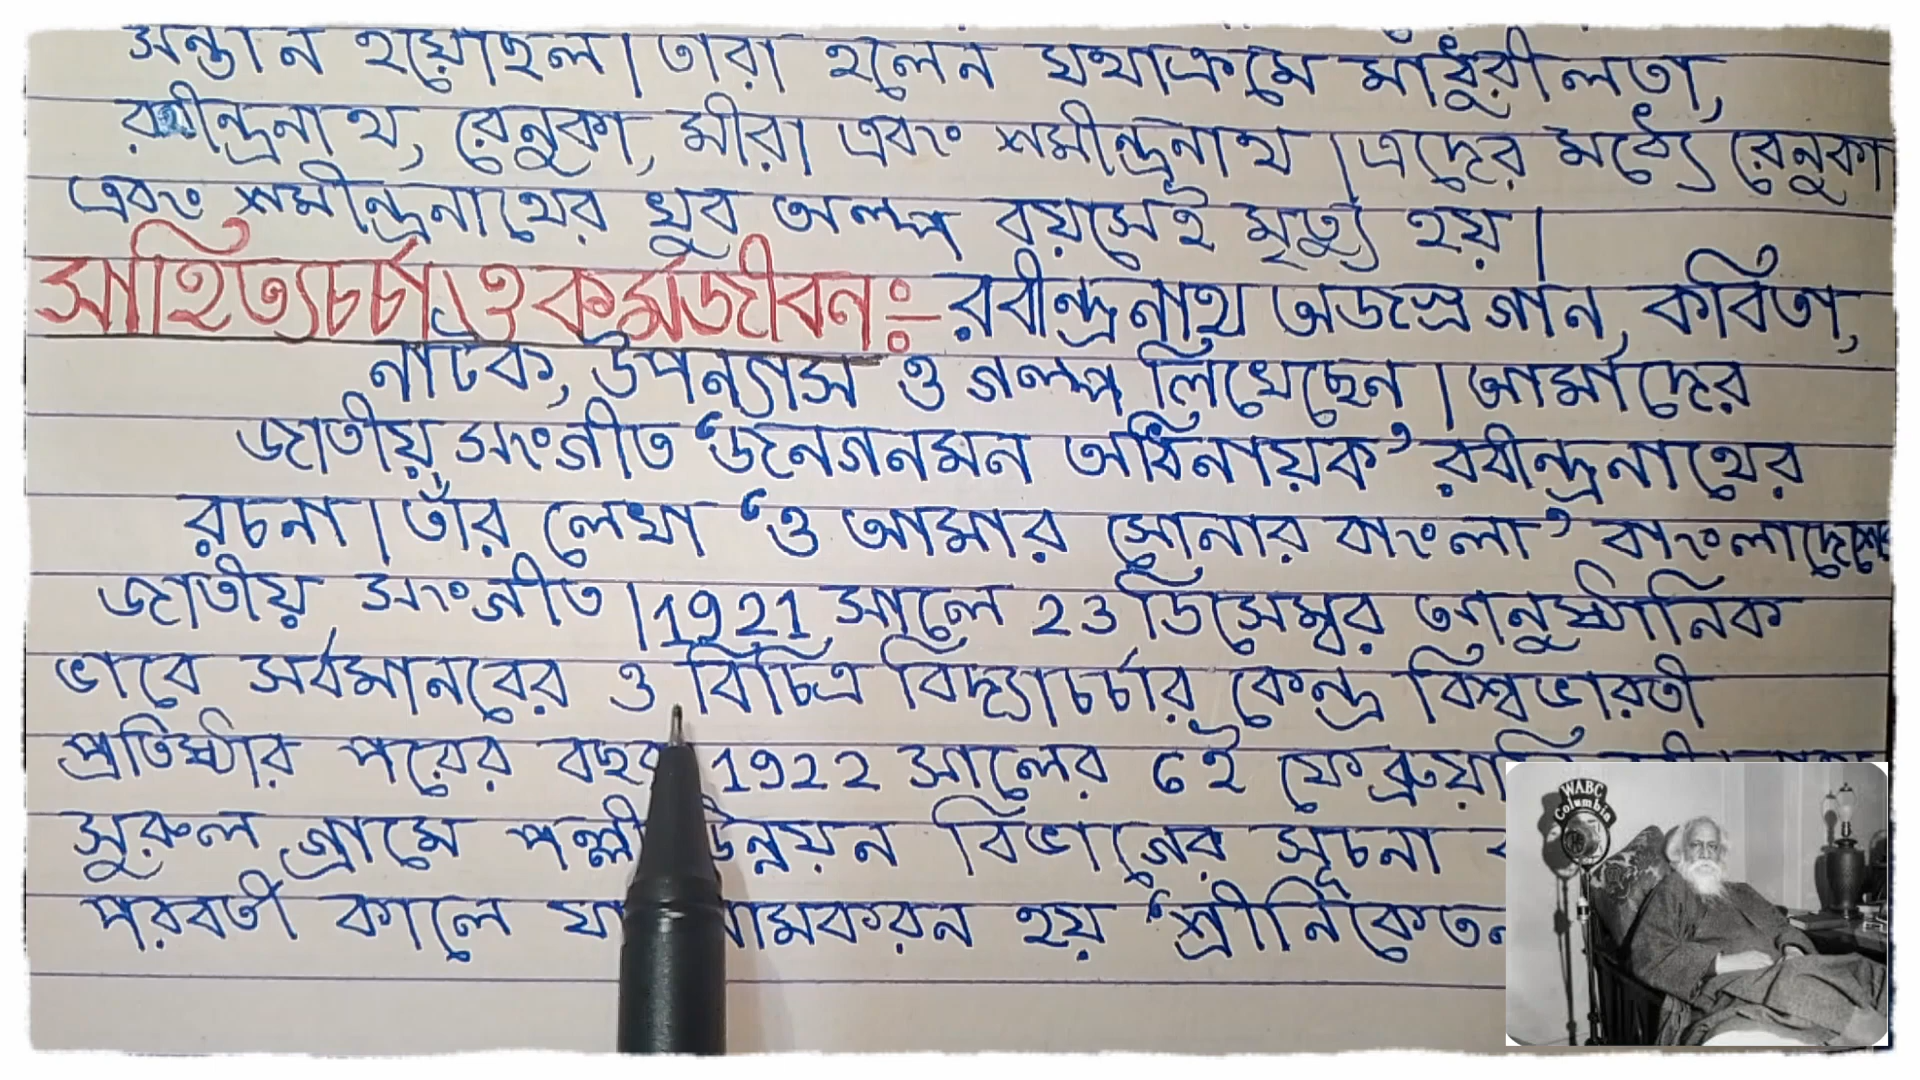 সন্তান হয়েছিল। তারা হলেন যথাক্রমে মাধুরীলতা,
রথীন্দ্রনাথ, রেনুকা, মীরা এবং শমীন্দ্রনাথ। এদের মধ্যে রেনুকা
এবং শমীন্দ্রনাথের খুব অল্প বয়সেই মৃত্যু হয়।
সাহিত্যচর্চা ও কর্মজীবন:- রবীন্দ্রনাথ অজস্র গান, কবিতা,
নাটক, উপন্যাস ও গল্প লিখেছেন। আমাদের
জাতীয় সংগীত 'জনগনমন অধিনায়ক' রবীন্দ্রনাথের
রচনা। তাঁর লেখা 'ও আমার সোনার বাংলা' বাংলাদেশের
জাতীয় সংগীত। 1921 সালে 23 ডিসেম্বর আনুষ্ঠানিক
ভাবে সর্বমানবের ও বিচিত্র বিদ্যাচর্চার কেন্দ্র বিশ্বভারতী
প্রতিষ্ঠার পরের বছর 1922 সালের 6ই
সুরুল গ্রামে পল্লী উন্নয়ন বিভাগের সূচনা
পরবর্তী কালে নামকরন হয় 'শ্রীনিকেতন
WABC
Columbia